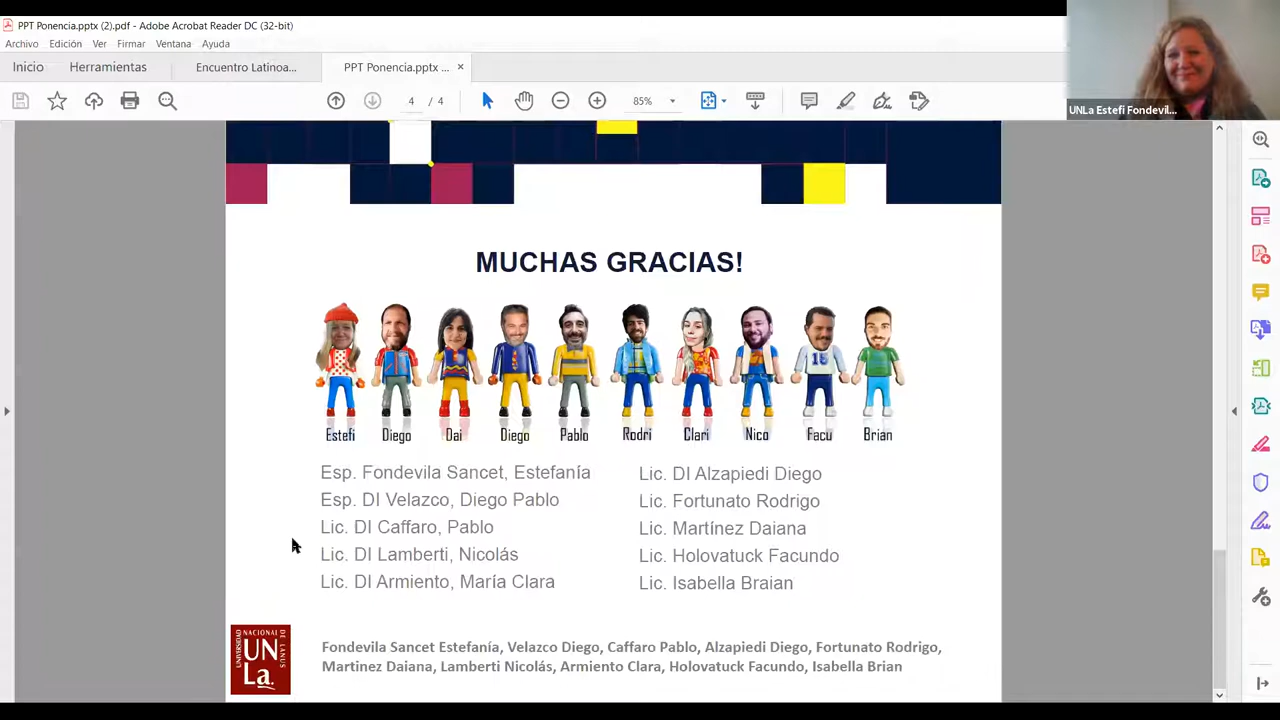 PPT Ponencia.pptx (2).pdf - Adobe Acrobat Reader DC (32-bit)
Archivo Edición Ver Firmar Ventana Ayuda
Inicio Herramientas Encuentro Latinoa... PPT Ponencia.pptx ... ×
4 / 4 85%
UNLa Estefi Fondevil...
MUCHAS GRACIAS!
Estefi Diego Dai Diego Pablo Rodri Clari Nico Facu Brian
Esp. Fondevila Sancet, Estefanía
Esp. DI Velazco, Diego Pablo
Lic. DI Caffaro, Pablo
Lic. DI Lamberti, Nicolás
Lic. DI Armiento, María Clara
Lic. DI Alzapiedi Diego
Lic. Fortunato Rodrigo
Lic. Martínez Daiana
Lic. Holovatuck Facundo
Lic. Isabella Braian
UNIVERSIDAD NACIONAL DE LANUS
UN
La.
Fondevila Sancet Estefanía, Velazco Diego, Caffaro Pablo, Alzapiedi Diego, Fortunato Rodrigo,
Martinez Daiana, Lamberti Nicolás, Armiento Clara, Holovatuck Facundo, Isabella Brian